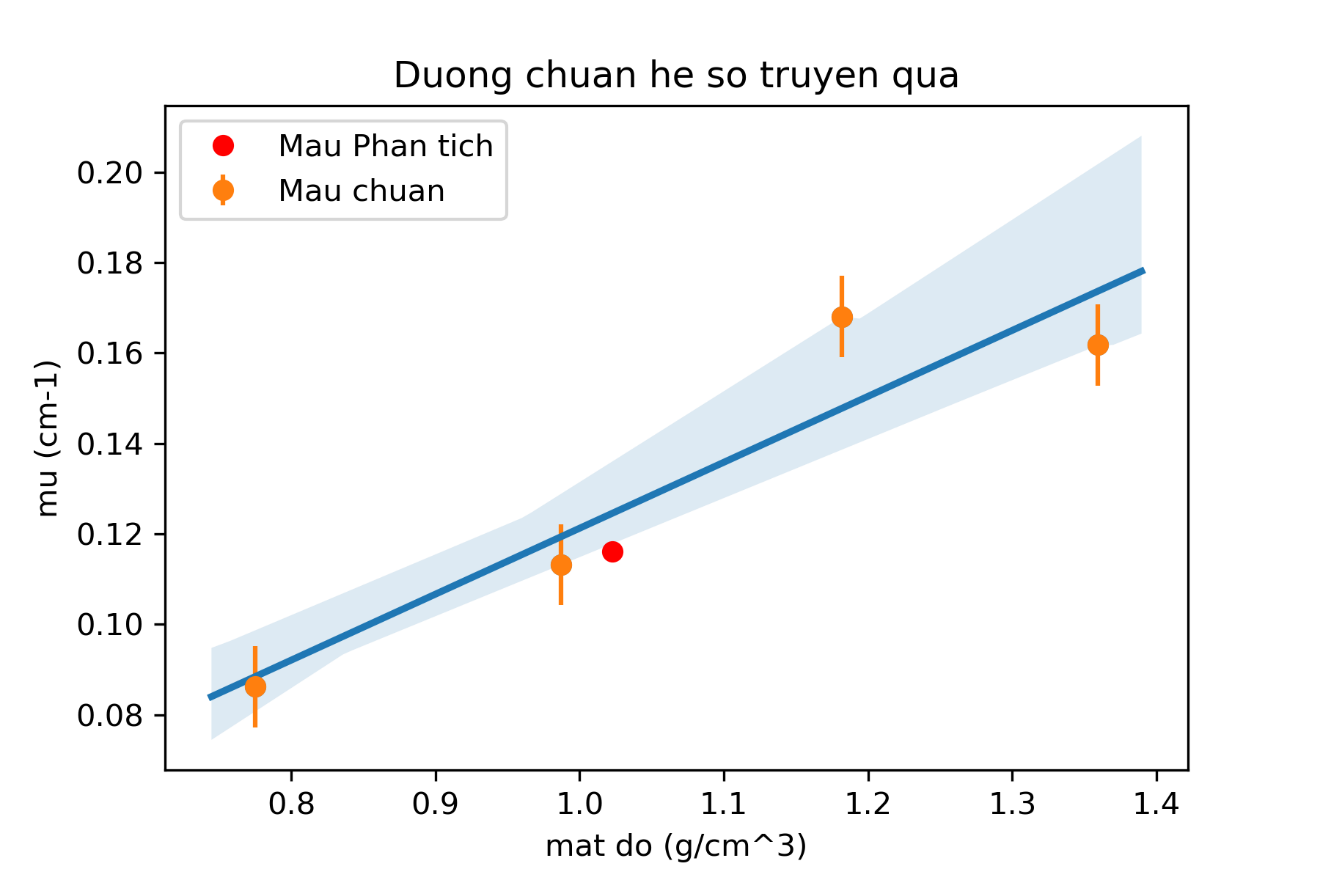 Duong chuan he so truyen qua
Mau Phan tich
Mau chuan
0.20
0.18
0.16
0.14
0.12
0.10
0.08
mu (cm-1)
0.8 0.9 1.0 1.1 1.2 1.3 1.4
mat do (g/cm^3)